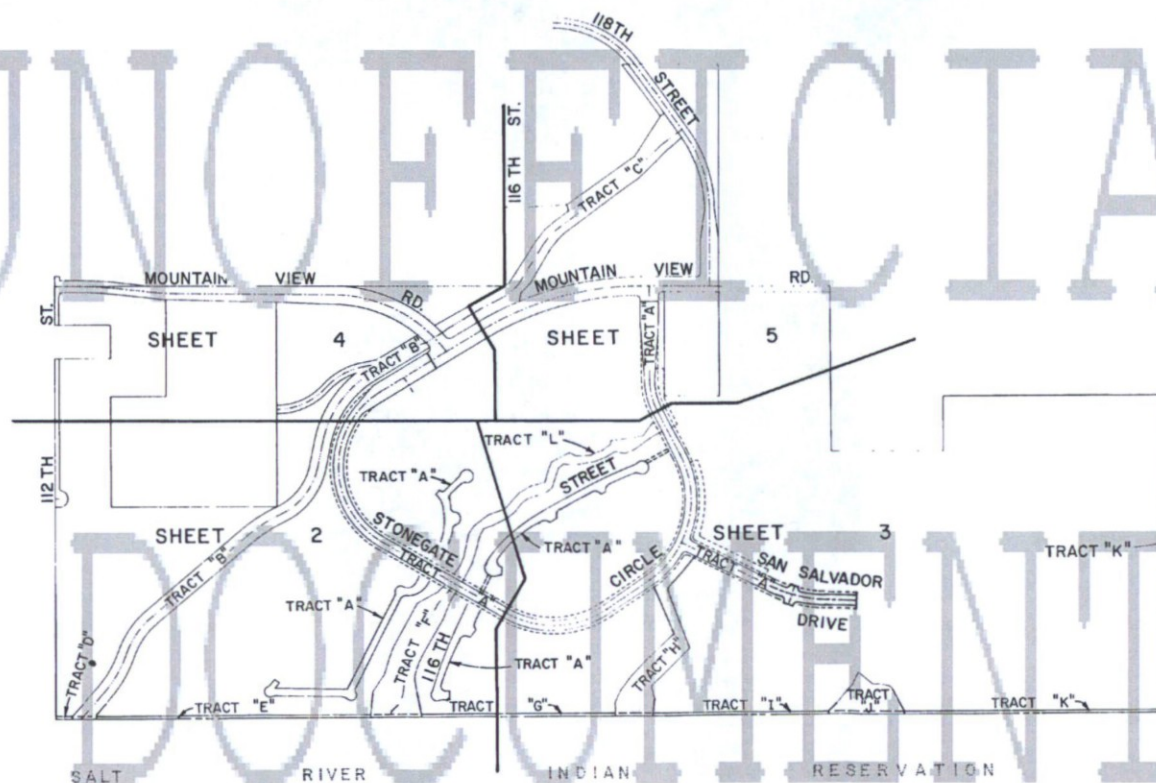 UNOFFICIA
118TH
STREET
116 TH ST.
TRACT "C"
MOUNTAIN VIEW RD.
MOUNTAIN VIEW RD.
ST.
SHEET 4
SHEET 5
TRACT "A"
TRACT "B"
TRACT "L"
STREET
TRACT "A"
112 TH
SHEET 2
STONEGATE
TRACT "A"
TRACT "A"
CIRCLE
SHEET 3
TRACT "K"
SAN SALVADOR
TRACT "A"
DRIVE
TRACT "B"
TRACT "A"
TRACT "F"
116 TH
TRACT "A"
TRACT "H"
TRACT "D"
TRACT "E"
TRACT "G"
TRACT "I"
TRACT "J"
TRACT "K"
DOCUMENT
SALT RIVER INDIAN RESERVATION